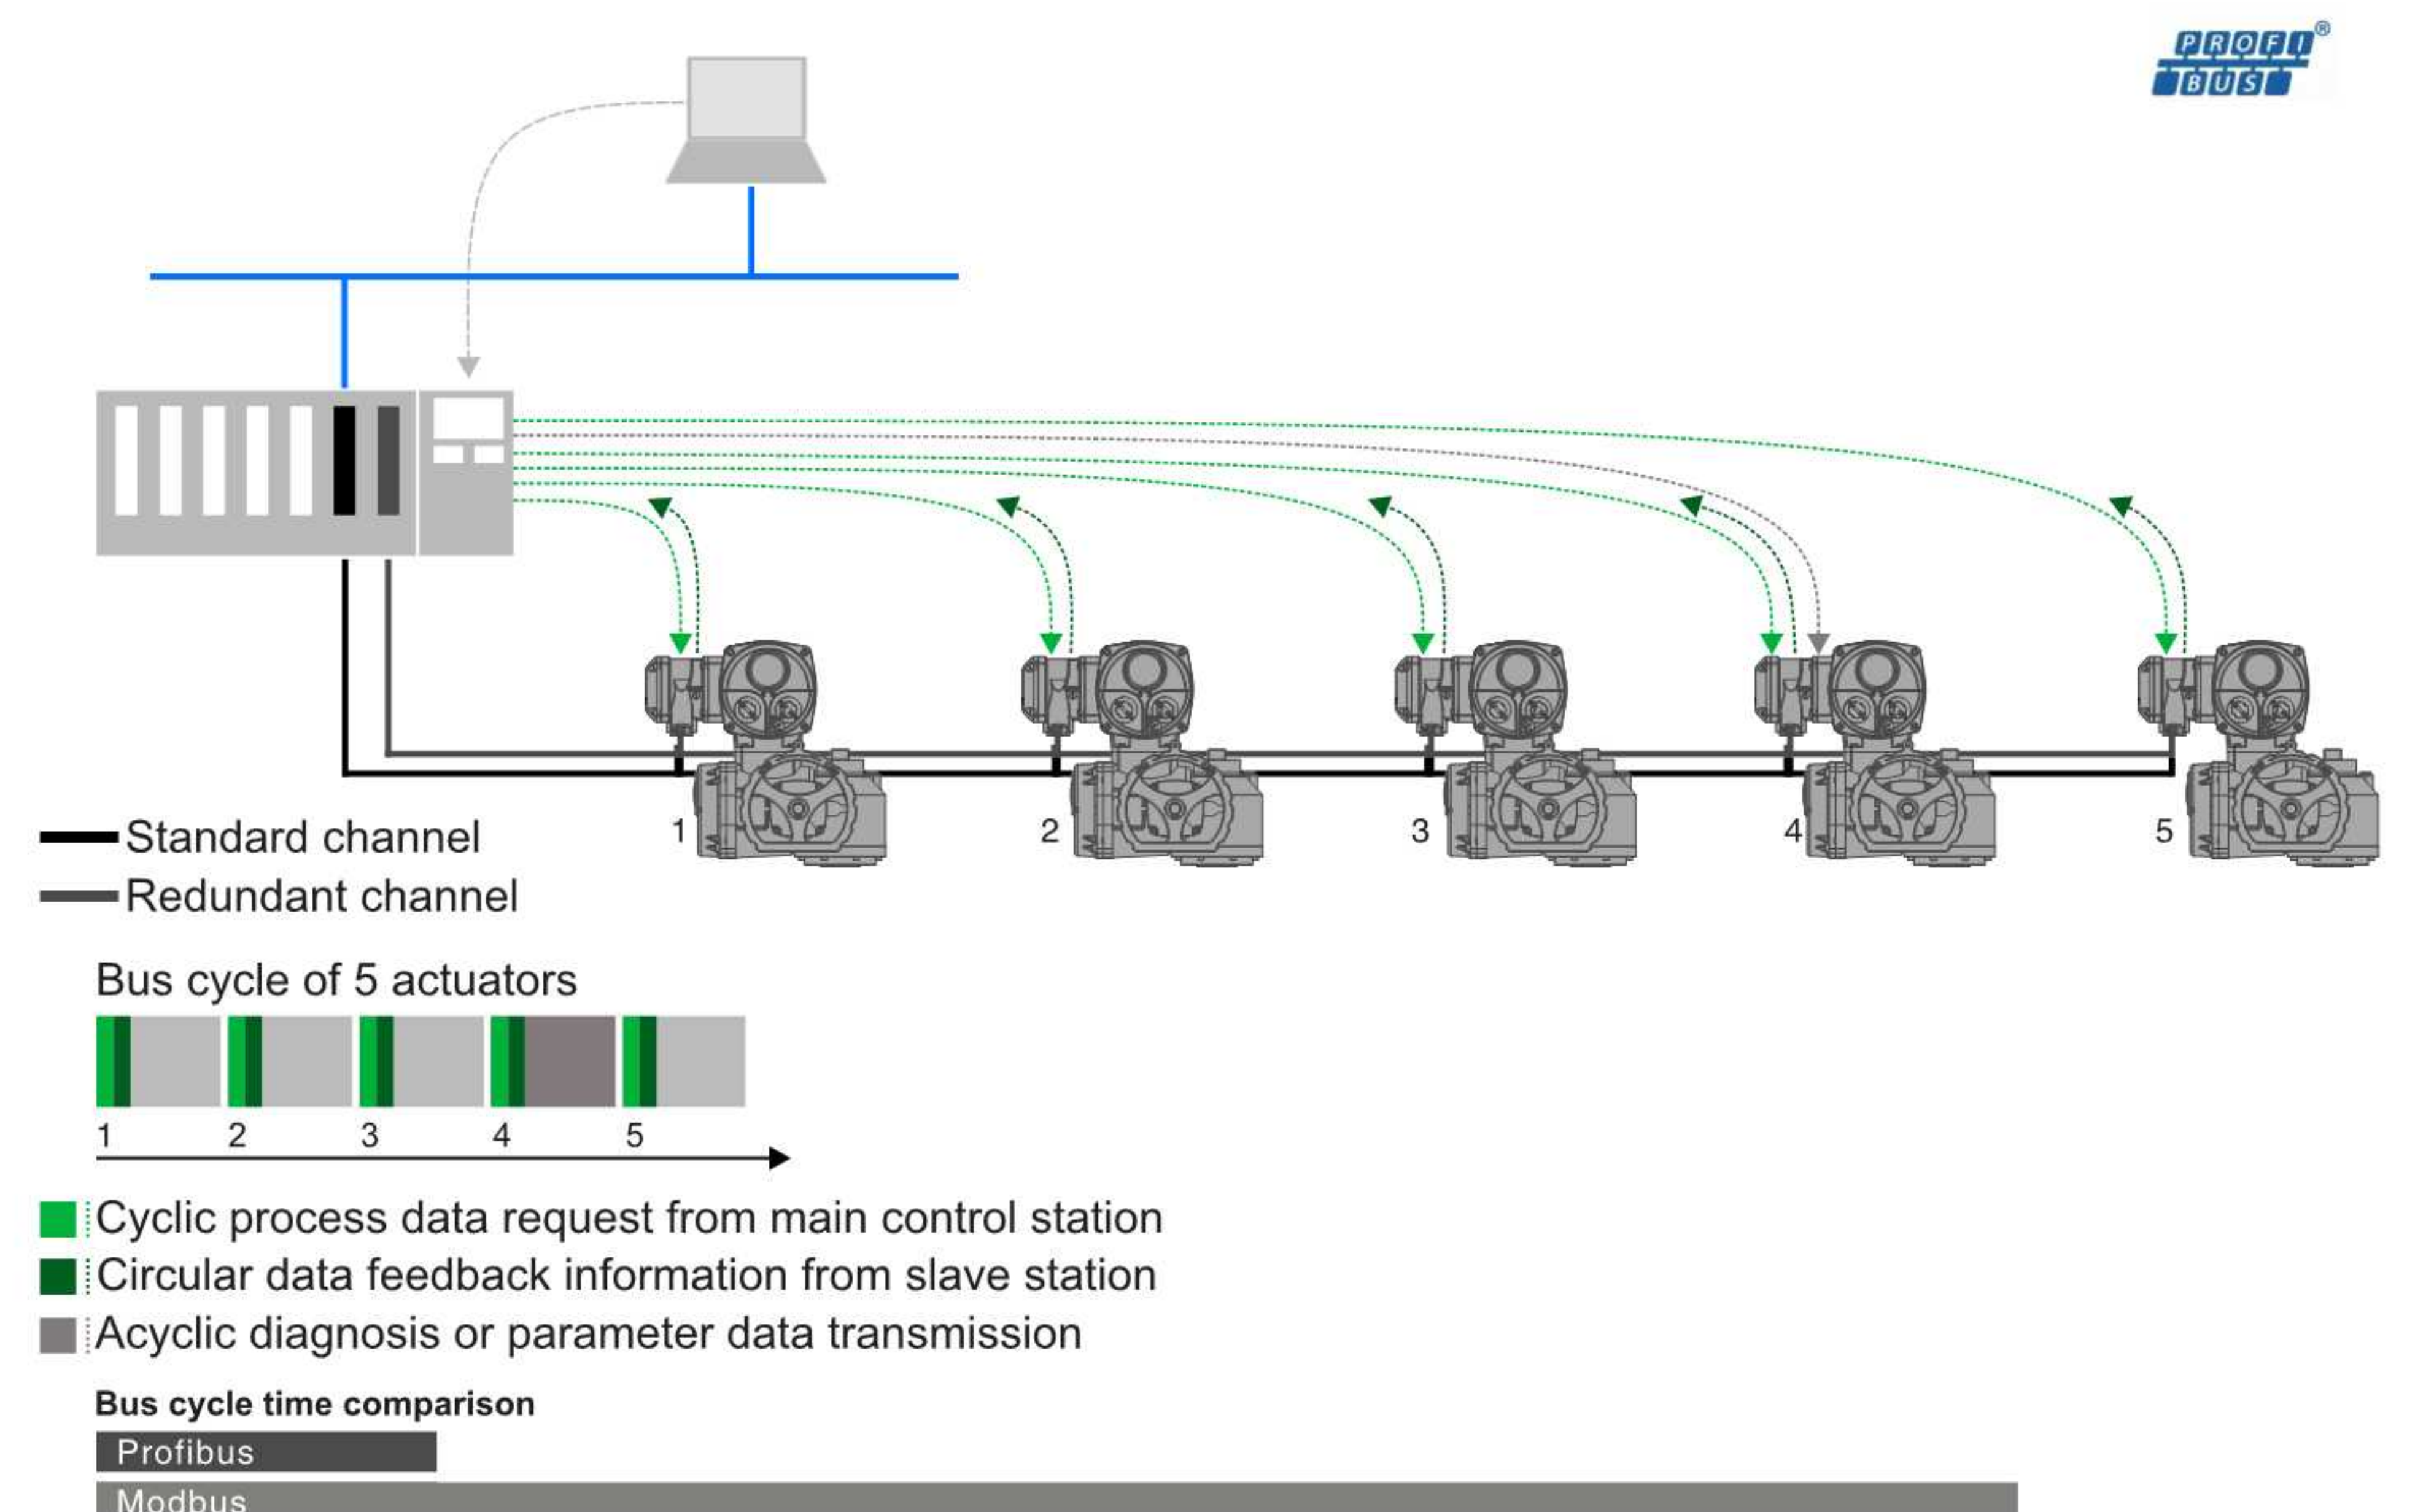 PROFI®
BUS
1 2 3 4 5
Standard channel
Redundant channel
Bus cycle of 5 actuators
1 2 3 4 5
Cyclic process data request from main control station
Circular data feedback information from slave station
Acyclic diagnosis or parameter data transmission
Bus cycle time comparison
Profibus
Modbus